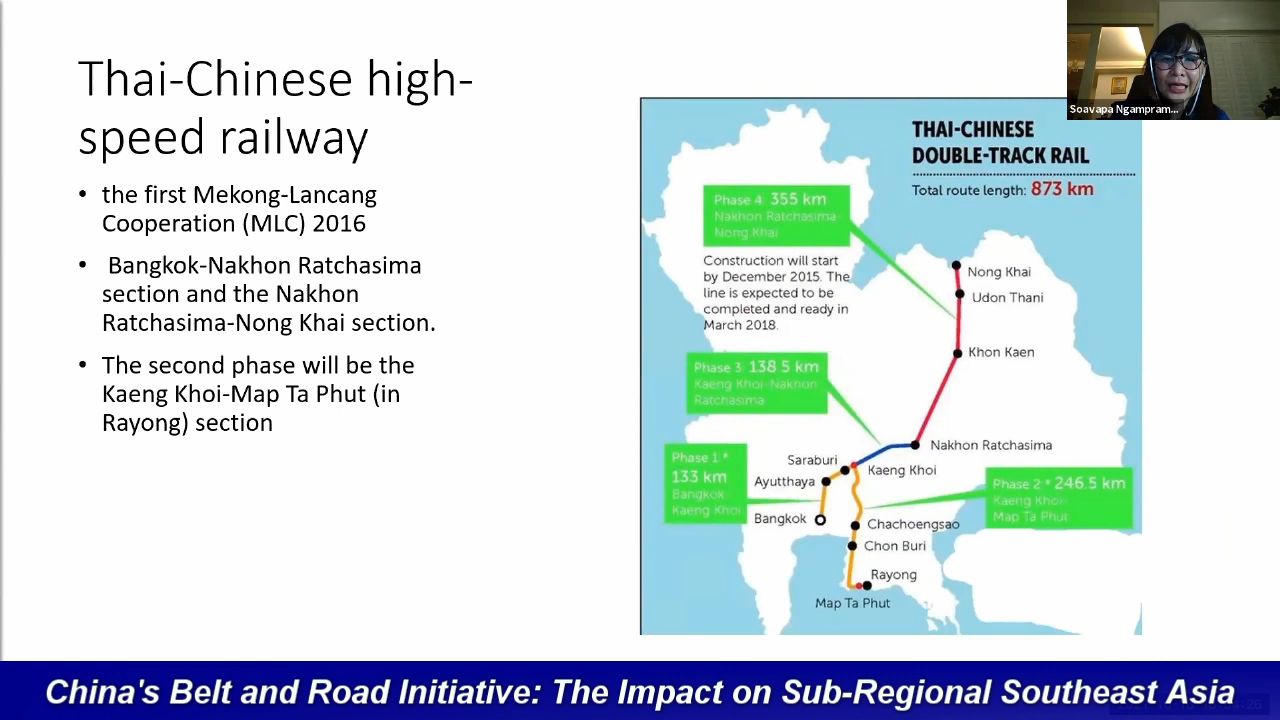 Thai-Chinese high-
speed railway
• the first Mekong-Lancang
Cooperation (MLC) 2016
• Bangkok-Nakhon Ratchasima
section and the Nakhon
Ratchasima-Nong Khai section.
• The second phase will be the
Kaeng Khoi-Map Ta Phut (in
Rayong) section
Soavapa Ngampram...
THAI-CHINESE
DOUBLE-TRACK RAIL
Total route length: 873 km
Phase 4: 355 km
Nakhon Ratchasima-
Nong Khai
Construction will start
by December 2015. The
line is expected to be
completed and ready in
March 2018.
Nong Khai
Udon Thani
Khon Kaen
Phase 3: 138.5 km
Kaeng Khoi-Nakhon
Ratchasima
Nakhon Ratchasima
Phase 1:*
133 km
Bangkok-
Kaeng Khoi
Saraburi
Kaeng Khoi
Ayutthaya
Phase 2:* 246.5 km
Kaeng Khoi-
Map Ta Phut
Bangkok
Chachoengsao
Chon Buri
Rayong
Map Ta Phut
China's Belt and Road Initiative: The Impact on Sub-Regional Southeast Asia